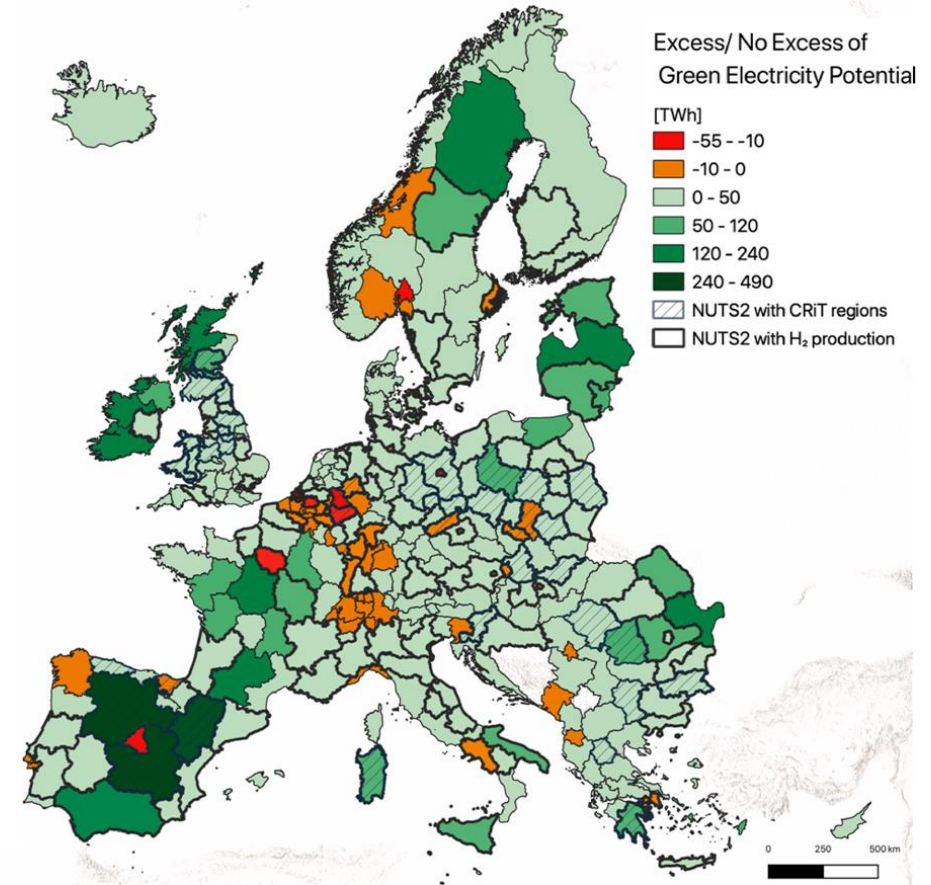 Excess/ No Excess of
Green Electricity Potential
[TWh]
-55 - -10
-10 - 0
0 - 50
50 - 120
120 - 240
240 - 490
NUTS2 with CRiT regions
NUTS2 with H₂ production
0 250 500 km